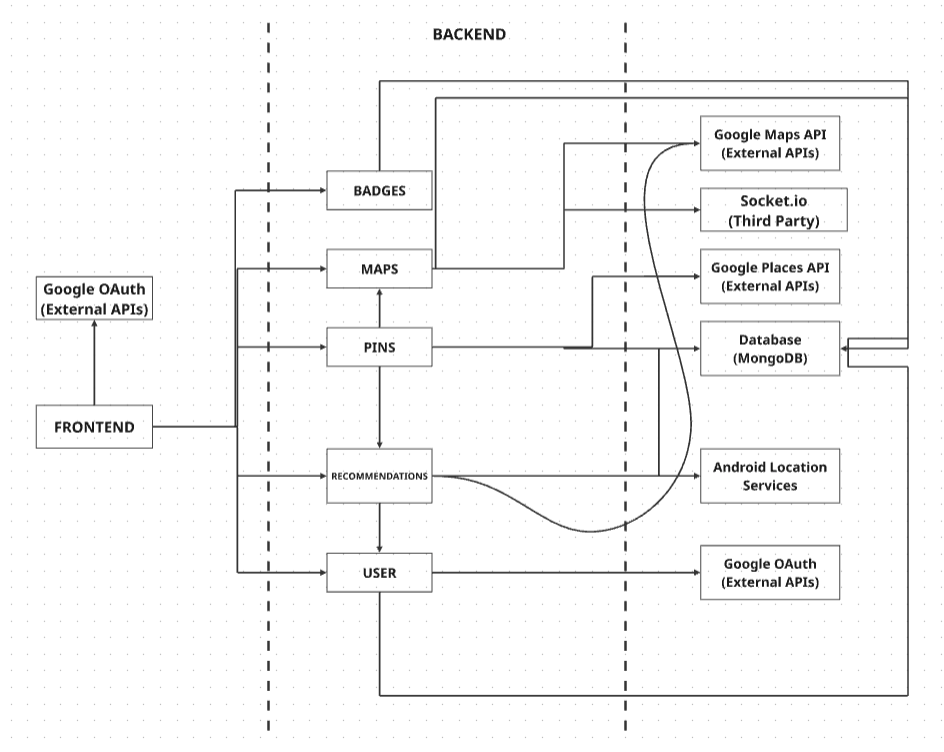 BACKEND
Google Maps API
(External APIs)
BADGES
Socket.io
(Third Party)
MAPS
Google Places API
(External APIs)
Google OAuth
(External APIs)
PINS
Database
(MongoDB)
FRONTEND
RECOMMENDATIONS
Android Location
Services
USER
Google OAuth
(External APIs)